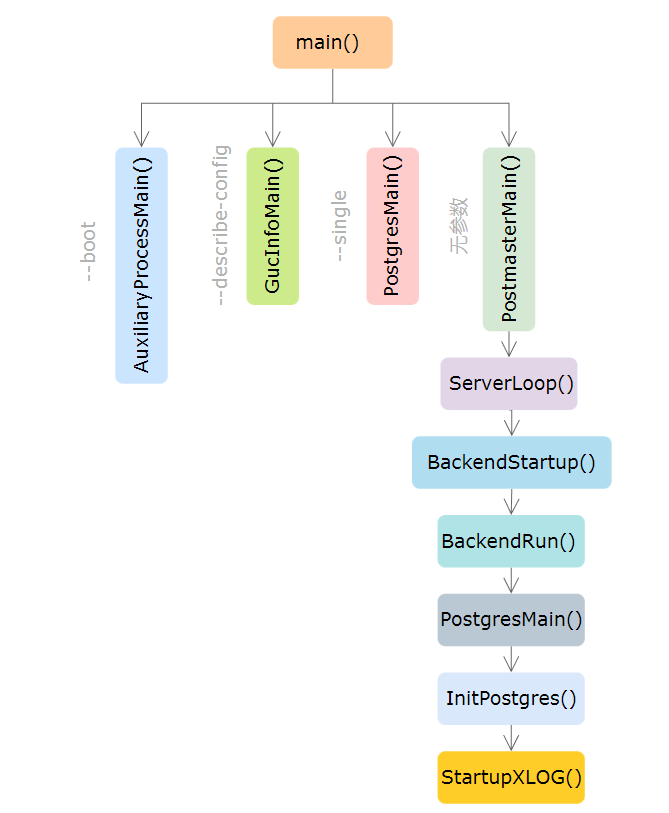 main()
--boot
AuxiliaryProcessMain()
--describe-config
GucInfoMain()
--single
PostgresMain()
无参数
PostmasterMain()
ServerLoop()
BackendStartup()
BackendRun()
PostgresMain()
InitPostgres()
StartupXLOG()